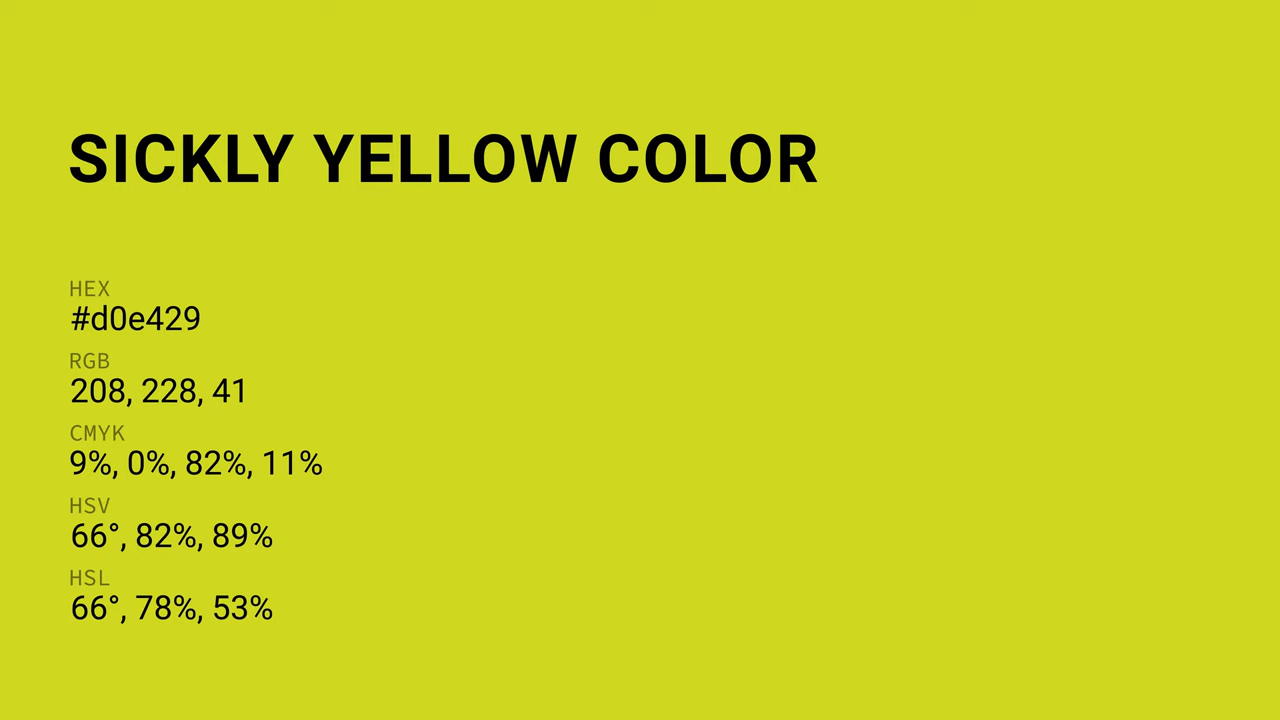 SICKLY YELLOW COLOR
HEX
#d0e429
RGB
208, 228, 41
CMYK
9%, 0%, 82%, 11%
HSV
66°, 82%, 89%
HSL
66°, 78%, 53%